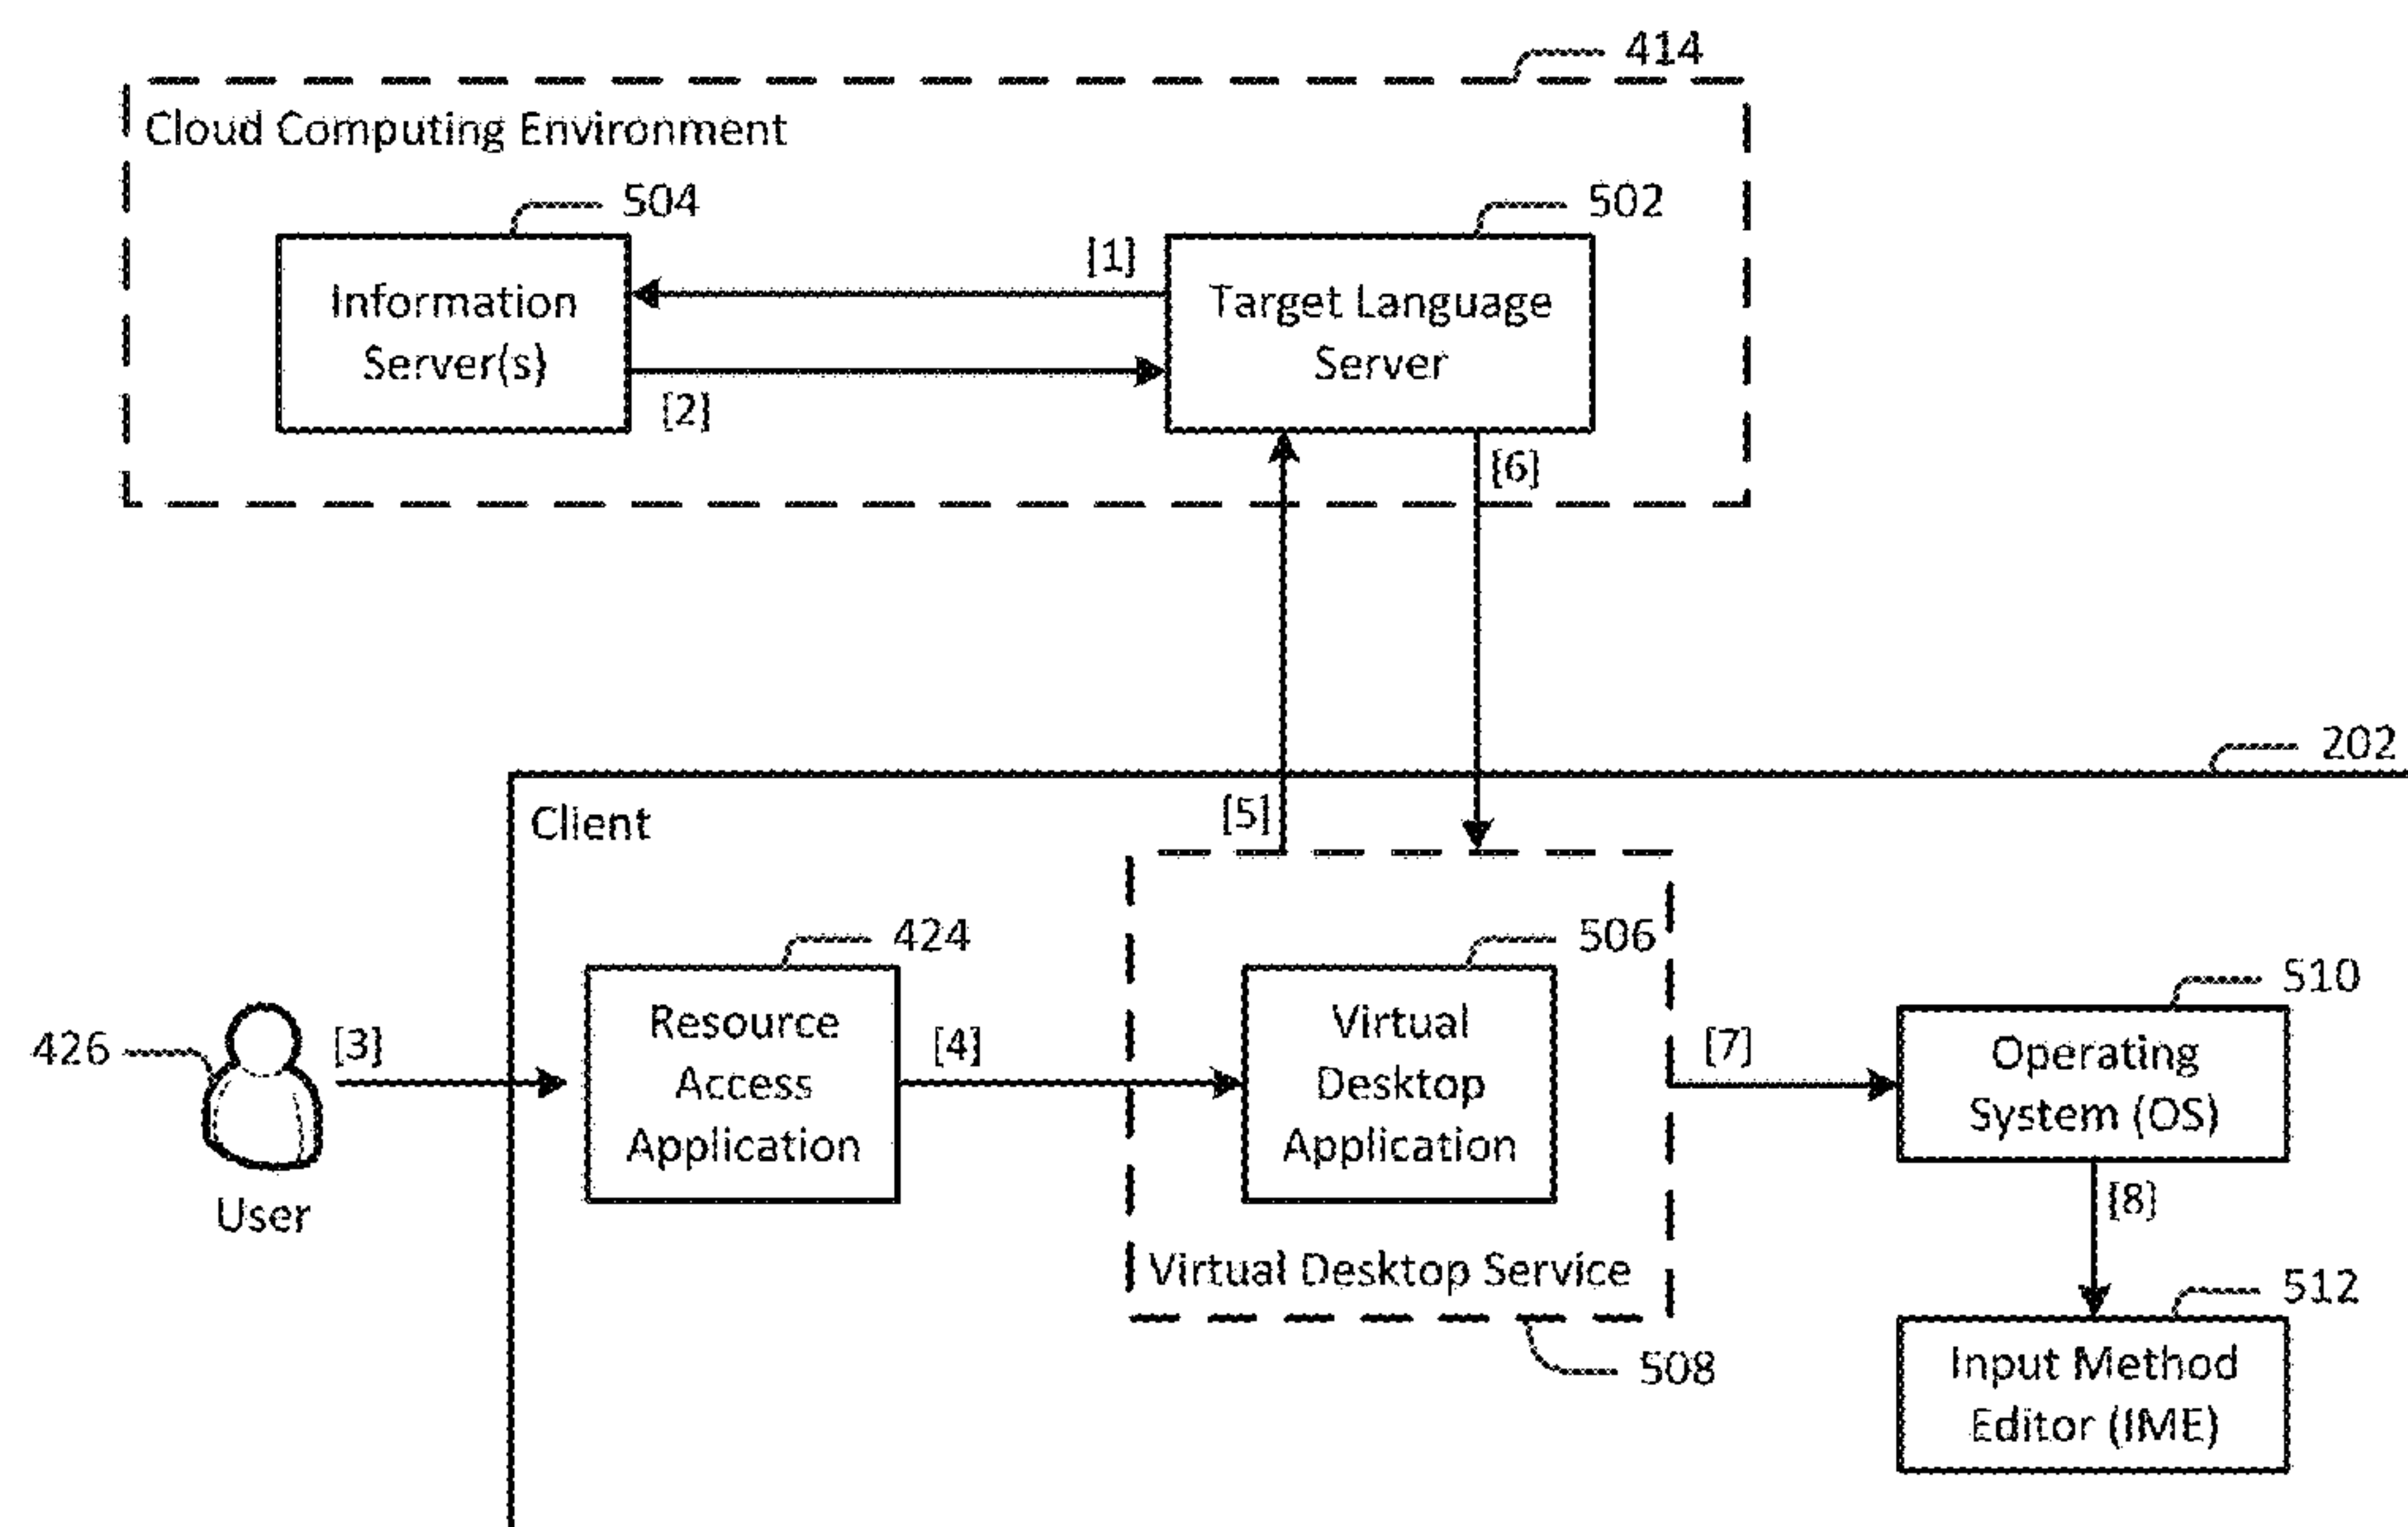 414
Cloud Computing Environment
504
502
[1]
Information
Server(s)
Target Language
Server
[2]
[6]
202
Client
[5]
424
506
510
426
[3]
Resource
Access
Application
[4]
Virtual
Desktop
Application
[7]
Operating
System (OS)
User
[8]
Virtual Desktop Service
512
508
Input Method
Editor (IME)